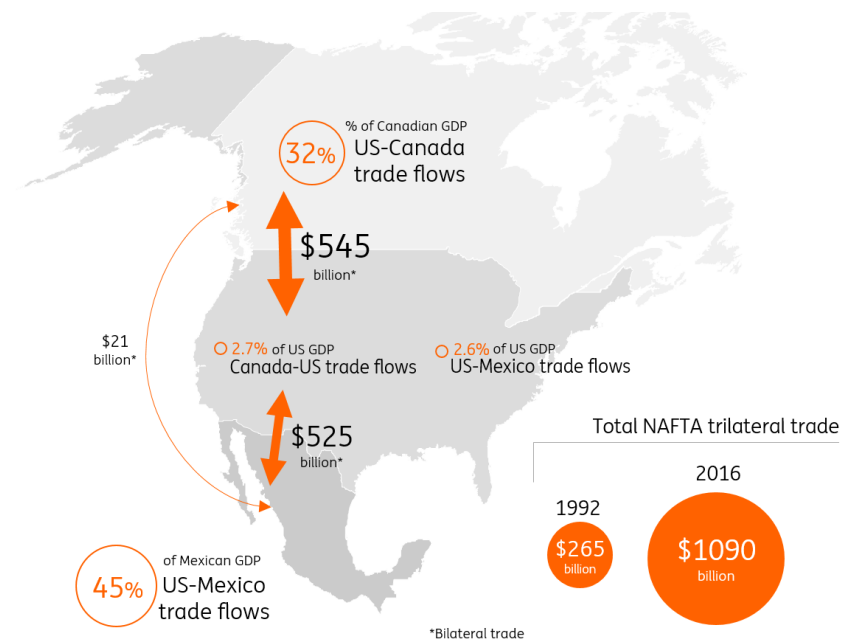 % of Canadian GDP
32%
US-Canada
trade flows
$545
billion*
$21
billion*
2.7% of US GDP
Canada-US trade flows
2.6% of US GDP
US-Mexico trade flows
$525
billion*
Total NAFTA trilateral trade
2016
1992
$265
billion
$1090
billion
of Mexican GDP
45%
US-Mexico
trade flows
*Bilateral trade